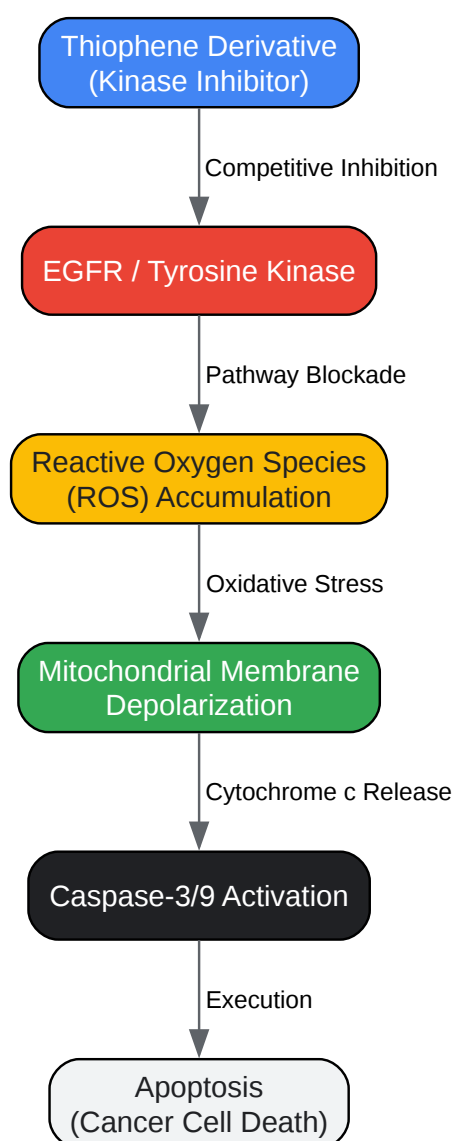 Thiophene Derivative
(Kinase Inhibitor)
Competitive Inhibition
EGFR / Tyrosine Kinase
Pathway Blockade
Reactive Oxygen Species
(ROS) Accumulation
Oxidative Stress
Mitochondrial Membrane
Depolarization
Cytochrome c Release
Caspase-3/9 Activation
Execution
Apoptosis
(Cancer Cell Death)